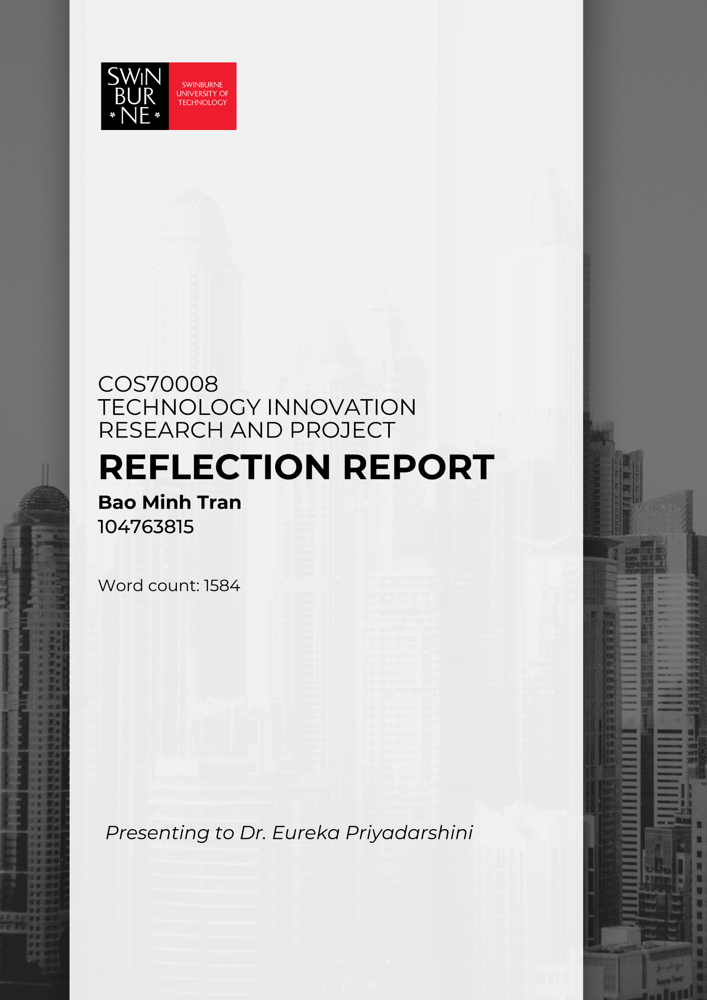 SWIN
BUR
NE
SWINBURNE
UNIVERSITY OF
TECHNOLOGY
COS70008
TECHNOLOGY INNOVATION
RESEARCH AND PROJECT
REFLECTION REPORT
Bao Minh Tran
104763815
Word count: 1584
Presenting to Dr. Eureka Priyadarshini